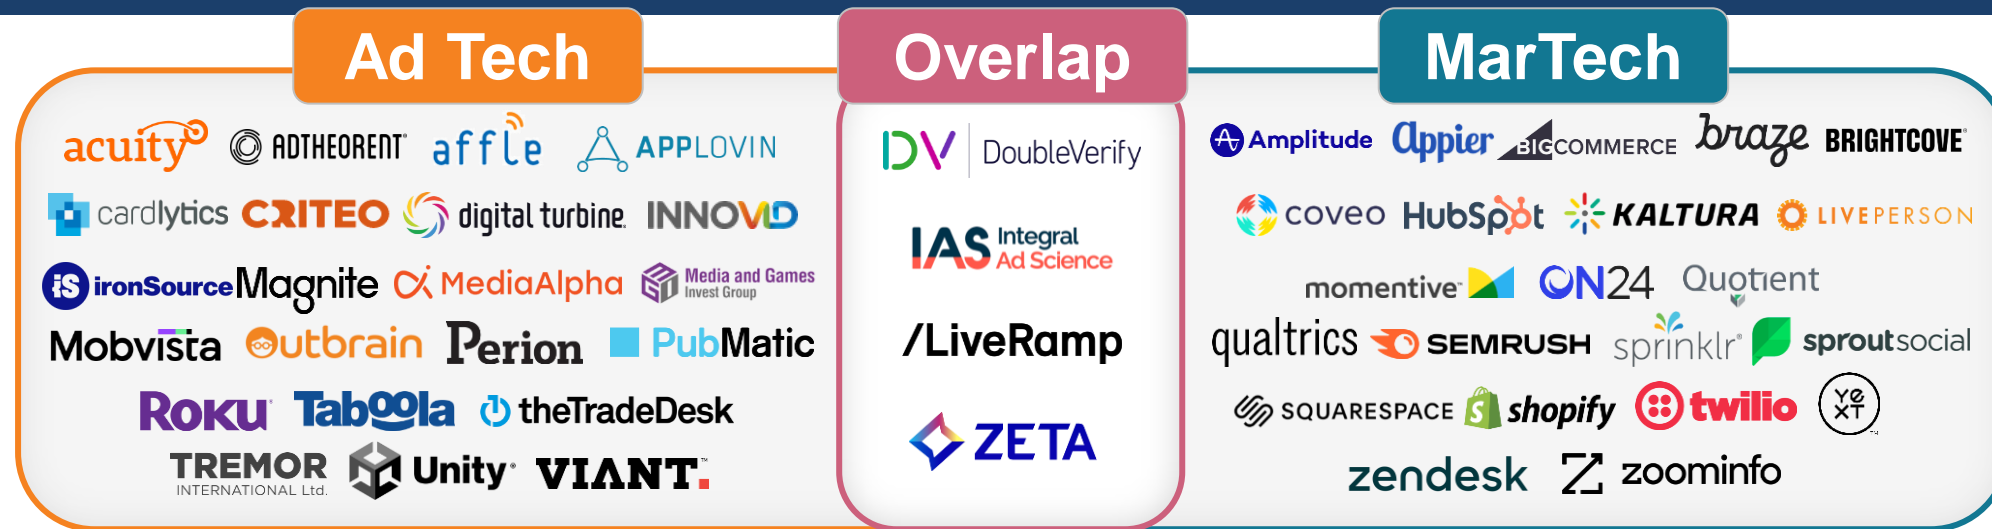 Ad Tech
Overlap
MarTech
acuity ADTHEORENT® affle APPLOVIN
cardlytics CRITEO digital turbine. INNOVID
iS ironSource Magnite MediaAlpha Media and Games
Invest Group
Mobvista Outbrain Perion PubMatic
ROKU Taboola theTradeDesk
TREMOR
INTERNATIONAL Ltd.
Unity® VIANT.™
DV DoubleVerify
IAS Integral
Ad Science
/LiveRamp
ZETA
Amplitude appier BIGCOMMERCE braze BRIGHTCOVE®
coveo HubSpot KALTURA LIVEPERSON
momentive ON24 Quotient
qualtrics SEMRUSH sprinklr® sproutsocial
SQUARESPACE shopify twilio yext™
zendesk zoominfo